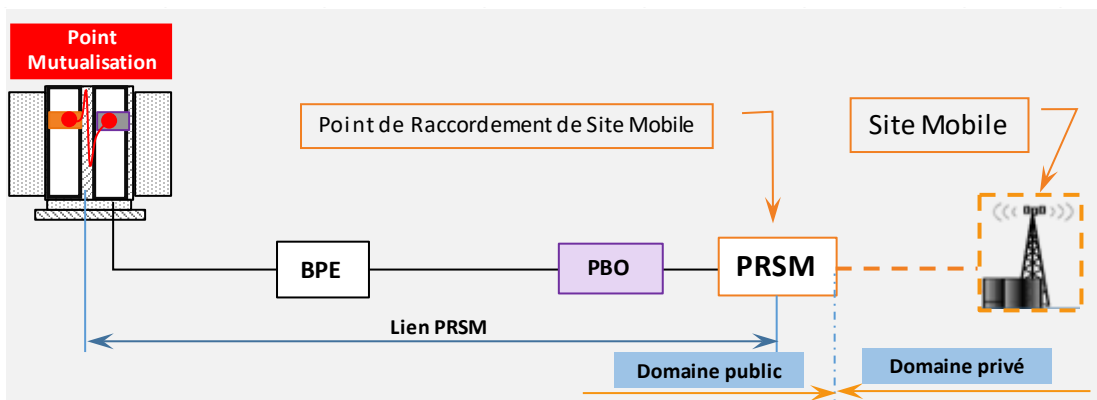 Point
Mutualisation
Point de Raccordement de Site Mobile
Site Mobile
BPE
PBO
PRSM
Lien PRSM
Domaine public
Domaine privé